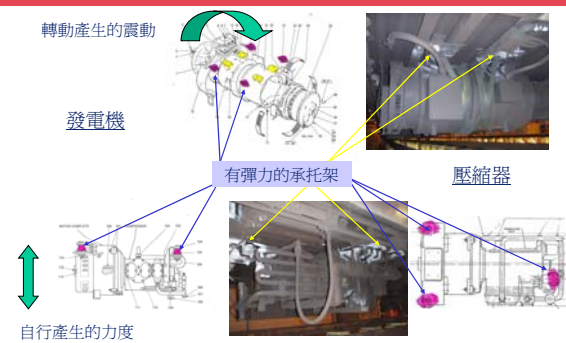 轉動產生的震動
發電機
有彈力的承托架
壓縮器
自行產生的力度